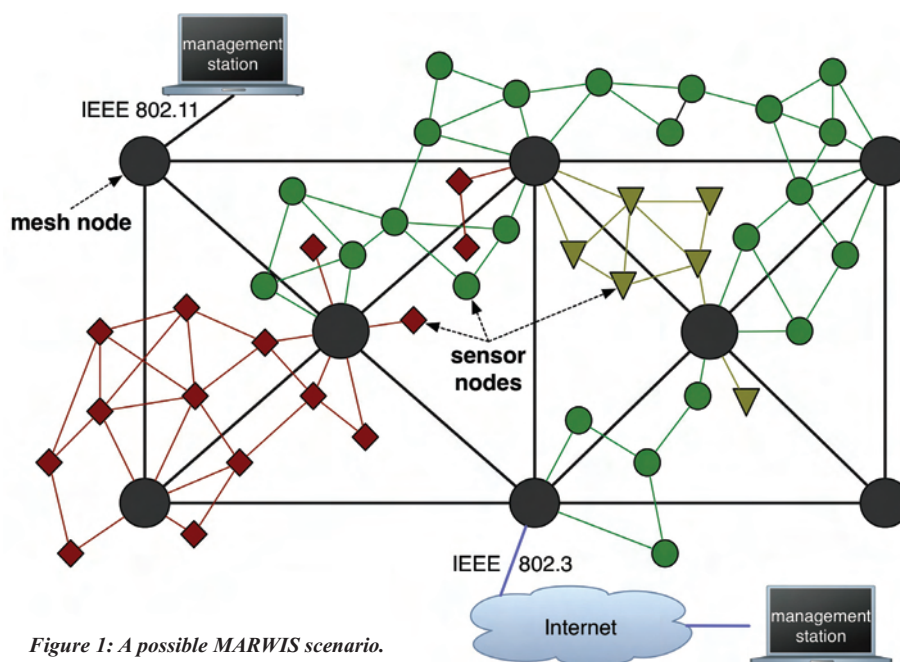 management
station
IEEE 802.11
mesh node
sensor
nodes
IEEE 802.3
Internet
management
station
Figure 1: A possible MARWIS scenario.